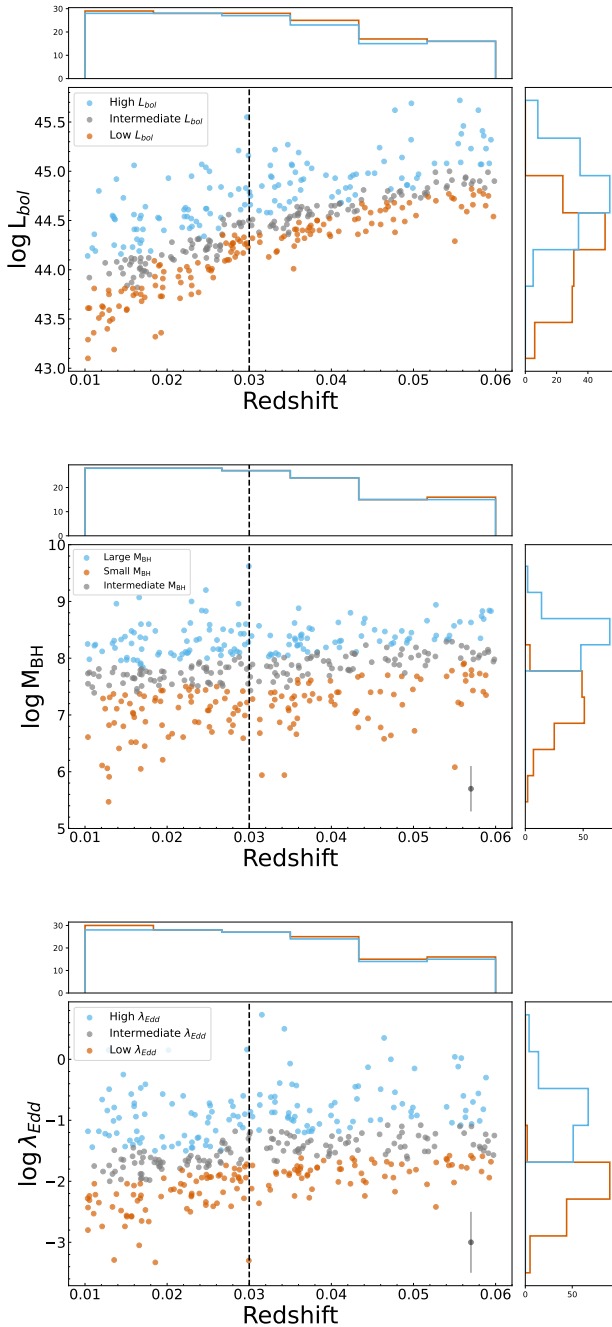 30
20
10
0
High L_bol
Intermediate L_bol
Low L_bol
45.5
45.0
44.5
44.0
43.5
43.0
log L_bol
0.01 0.02 0.03 0.04 0.05 0.06
Redshift
0 20 40
20
10
0
Large M_BH
Small M_BH
Intermediate M_BH
10
9
8
7
6
5
log M_BH
0.01 0.02 0.03 0.04 0.05 0.06
Redshift
0 50
30
20
10
0
High λ_Edd
Intermediate λ_Edd
Low λ_Edd
0
−1
−2
−3
log λ_Edd
0.01 0.02 0.03 0.04 0.05 0.06
Redshift
0 50